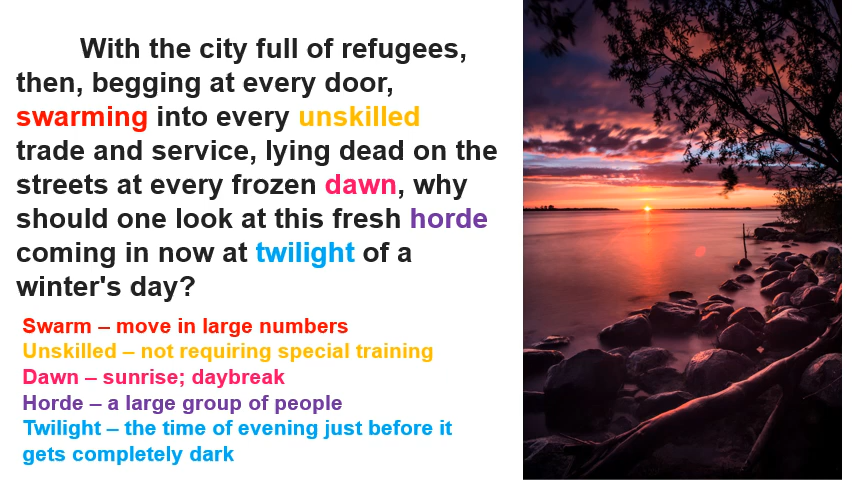 With the city full of refugees,
then, begging at every door,
swarming into every unskilled
trade and service, lying dead on the
streets at every frozen dawn, why
should one look at this fresh horde
coming in now at twilight of a
winter's day?
Swarm – move in large numbers
Unskilled – not requiring special training
Dawn – sunrise; daybreak
Horde – a large group of people
Twilight – the time of evening just before it
gets completely dark